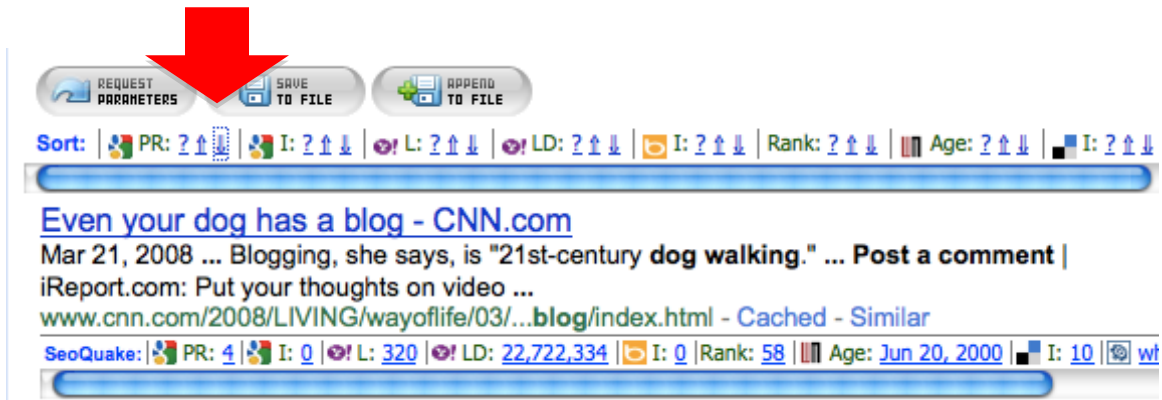 REQUEST PARAMETERS SAVE TO FILE APPEND TO FILE
Sort: PR: ? ⇑ ⇓ I: ? ⇑ ⇓ L: ? ⇑ ⇓ LD: ? ⇑ ⇓ I: ? ⇑ ⇓ Rank: ? ⇑ ⇓ Age: ? ⇑ ⇓ I: ? ⇑ ⇓
Even your dog has a blog - CNN.com
Mar 21, 2008 ... Blogging, she says, is "21st-century dog walking." ... Post a comment |
iReport.com: Put your thoughts on video ...
www.cnn.com/2008/LIVING/wayoflife/03/...blog/index.html - Cached - Similar
SeoQuake: PR: 4 I: 0 L: 320 LD: 22,722,334 I: 0 Rank: 58 Age: Jun 20, 2000 I: 10